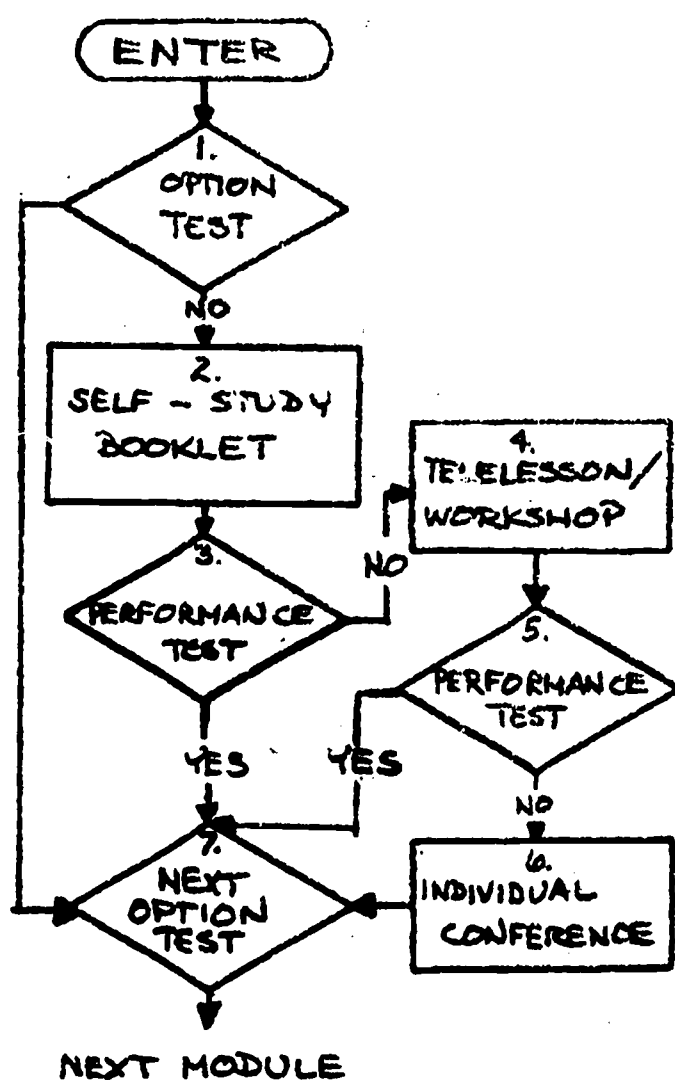 ENTER
1.
OPTION
TEST
NO
2.
SELF - STUDY
BOOKLET
3.
PERFORMANCE
TEST
NO
4.
TELELESSON/
WORKSHOP
5.
PERFORMANCE
TEST
YES
YES
NO
6.
INDIVIDUAL
CONFERENCE
7.
NEXT
OPTION
TEST
NEXT MODULE